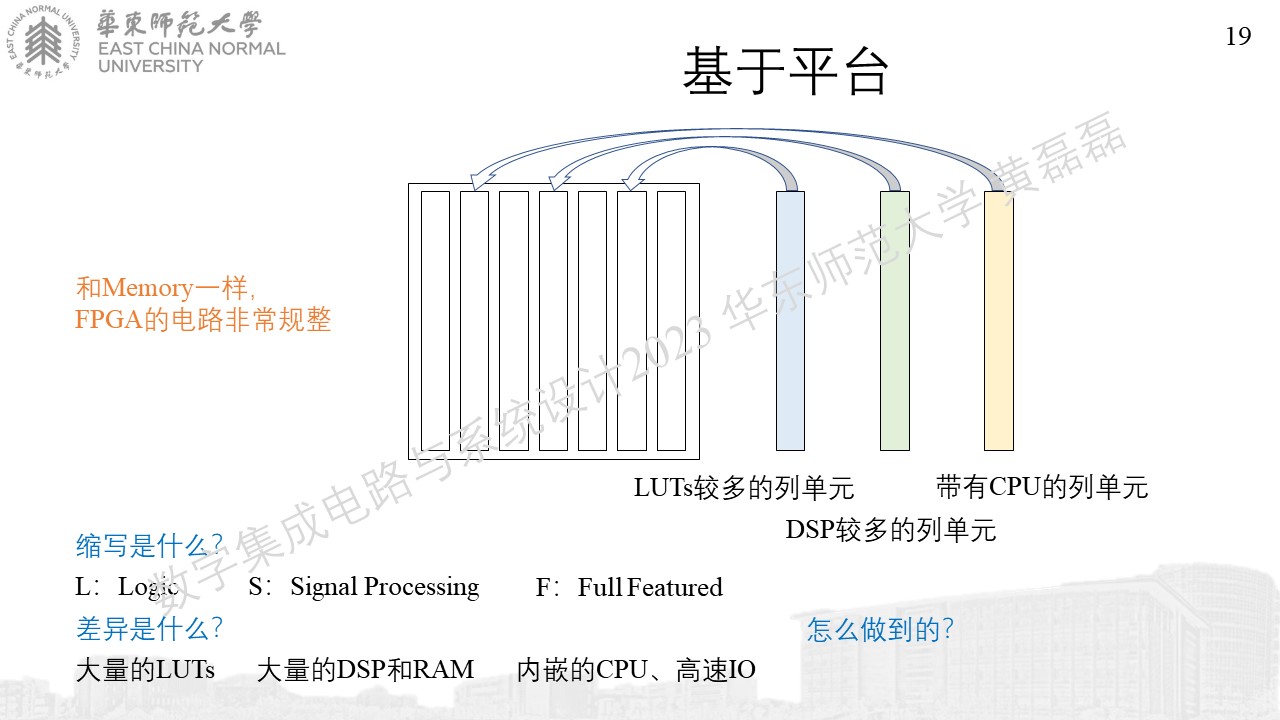 華東師範大學
EAST CHINA NORMAL
UNIVERSITY
EAST CHINA NORMAL UNIVERSITY
華東師范大學
19
基于平台
和Memory一样，
FPGA的电路非常规整
LUTs较多的列单元
带有CPU的列单元
DSP较多的列单元
缩写是什么？
L： Logic S： Signal Processing F： Full Featured
差异是什么？
怎么做到的？
大量的LUTs 大量的DSP和RAM 内嵌的CPU、高速IO
数字集成电路与系统设计2023 华东师范大学 黄磊磊